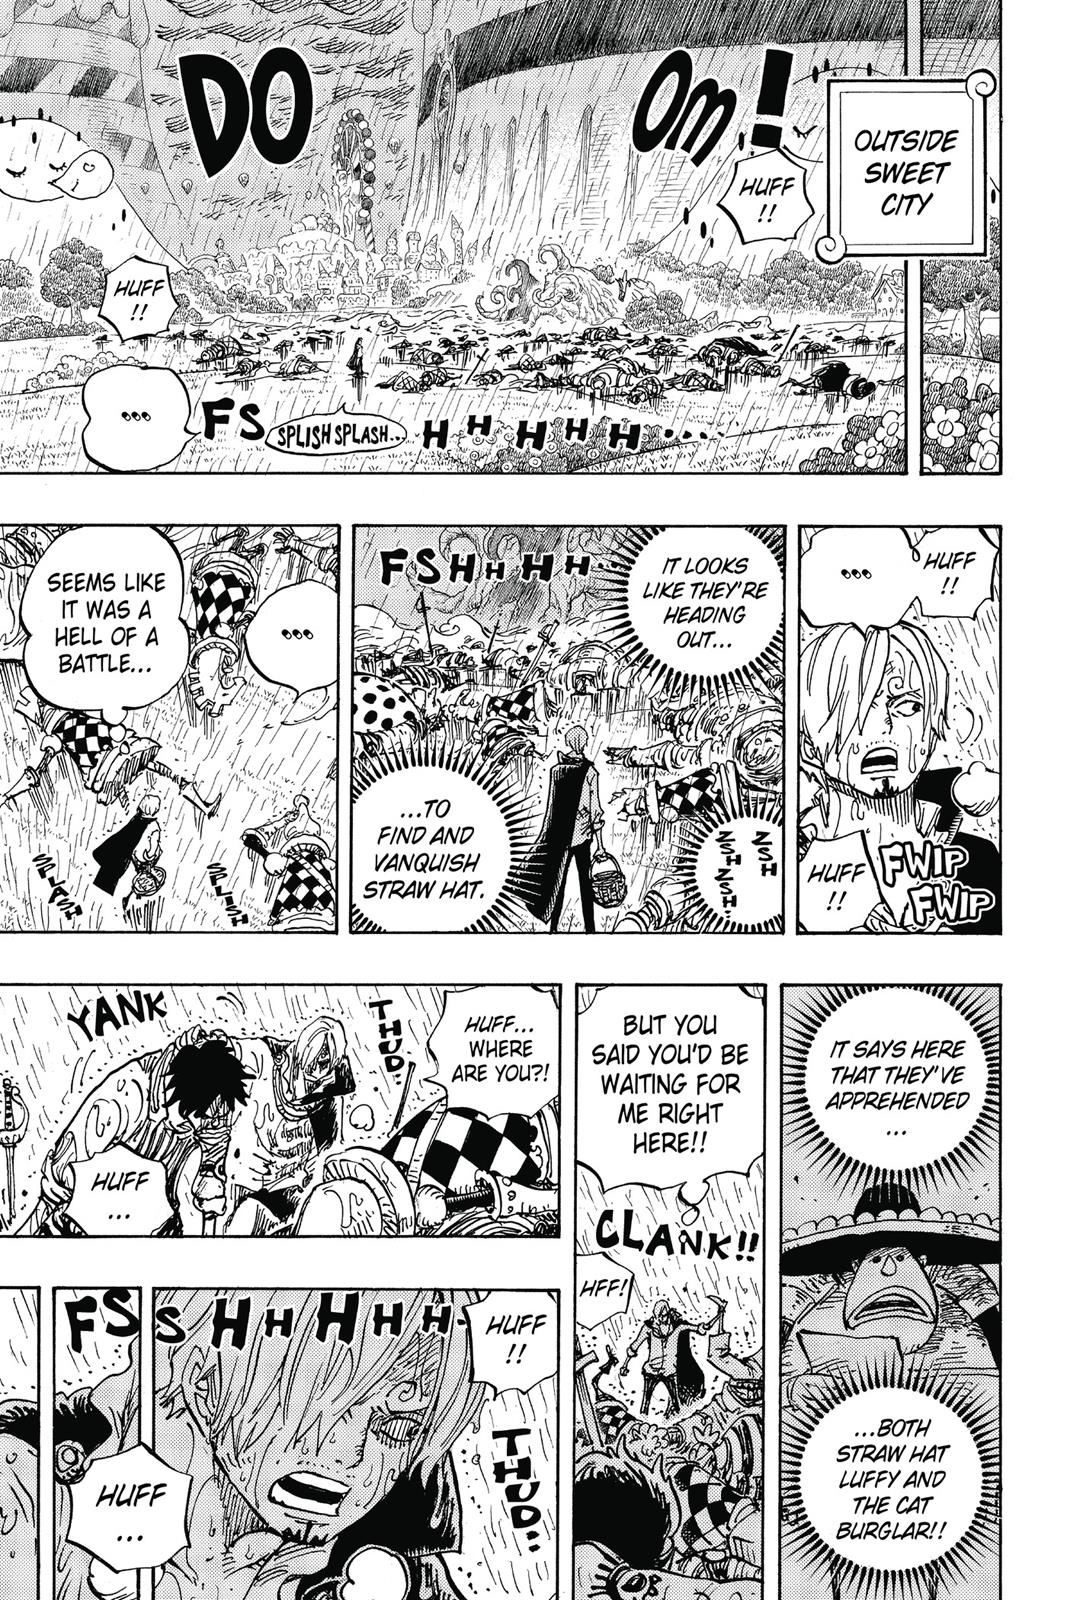 OUTSIDE
SWEET
CITY
DO
OM!
HUFF
!!
HUFF
!!
...
FS
SPLISH SPLASH...
HHHHH.....
HUFF
!!
...
HUFF
!!
FWIP
FWIP
IT LOOKS
LIKE THEY'RE
HEADING
OUT...
FSHHHH...
...TO
FIND AND
VANQUISH
STRAW HAT.
ZSH
ZSH
ZSH
ZSH..
...
SEEMS LIKE
IT WAS A
HELL OF A
BATTLE...
SPLISH
SPLASH
IT SAYS HERE
THAT THEY'VE
APPREHENDED
...
...BOTH
STRAW HAT
LUFFY AND
THE CAT
BURGLAR!!
BUT YOU
SAID YOU'D BE
WAITING FOR
ME RIGHT
HERE!!
CLANK!!
HFF!
HUFF...
WHERE
ARE YOU?!
THUD..
YANK
HUFF
...
FSSHHHHH..
HUFF
!!
THUD..
HUFF
...